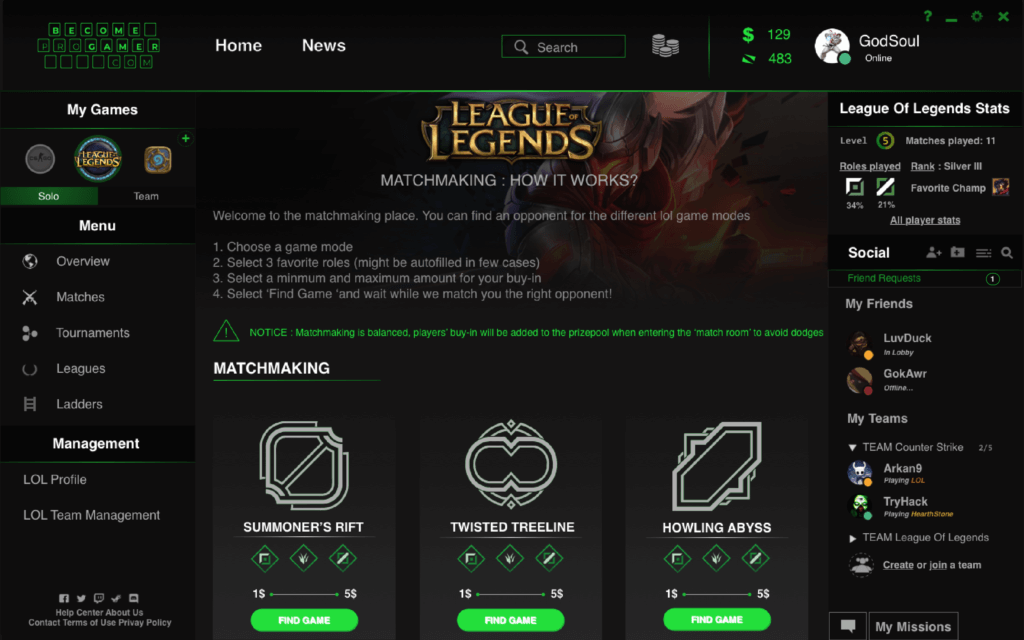 BECOME
PROGAMER
COM
Home
News
Search
$ 129
483
GodSoul
Online
?
My Games
LEAGUE OF LEGENDS
Solo
Team
Menu
Overview
Matches
Tournaments
Leagues
Ladders
Management
LOL Profile
LOL Team Management
Help Center About Us
Contact Terms of Use Privay Policy
LEAGUE OF
LEGENDS
MATCHMAKING : HOW IT WORKS?
Welcome to the matchmaking place. You can find an opponent for the different lol game modes
1. Choose a game mode
2. Select 3 favorite roles (might be autofilled in few cases)
3. Select a minmum and maximum amount for your buy-in
4. Select 'Find Game 'and wait while we match you the right opponent!
NOTICE : Matchmaking is balanced, players' buy-in will be added to the prizepool when entering the 'match room' to avoid dodges
MATCHMAKING
SUMMONER'S RIFT
1$ 5$
FIND GAME
TWISTED TREELINE
1$ 5$
FIND GAME
HOWLING ABYSS
1$ 5$
FIND GAME
League Of Legends Stats
Level 5 Matches played: 11
Roles played Rank : Silver III
Favorite Champ
34% 21%
All player stats
Social
Friend Requests 1
My Friends
LuvDuck
In Lobby
GokAwr
Offline...
My Teams
TEAM Counter Strike 2/5
Arkan9
Playing LOL
TryHack
Playing HearthStone
TEAM League Of Legends
Create or join a team
My Missions